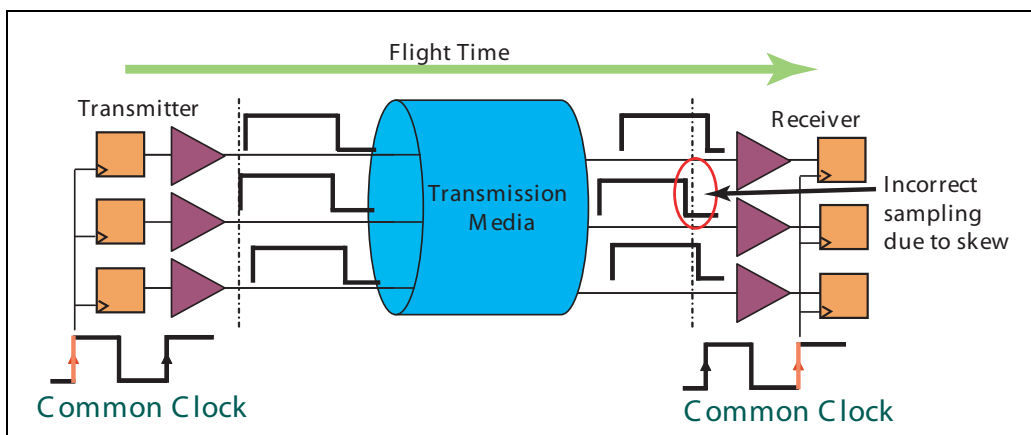 Flight Time
Transmitter
Receiver
Transmission
Media
Incorrect
sampling
due to skew
Common Clock
Common Clock